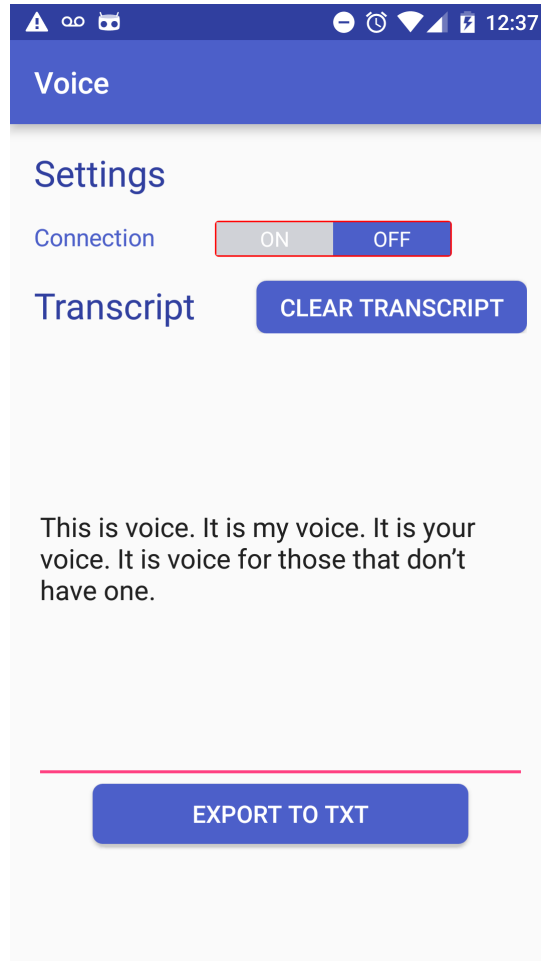 12:37
Voice
Settings
Connection ON OFF
Transcript CLEAR TRANSCRIPT
This is voice. It is my voice. It is your
voice. It is voice for those that don’t
have one.
EXPORT TO TXT